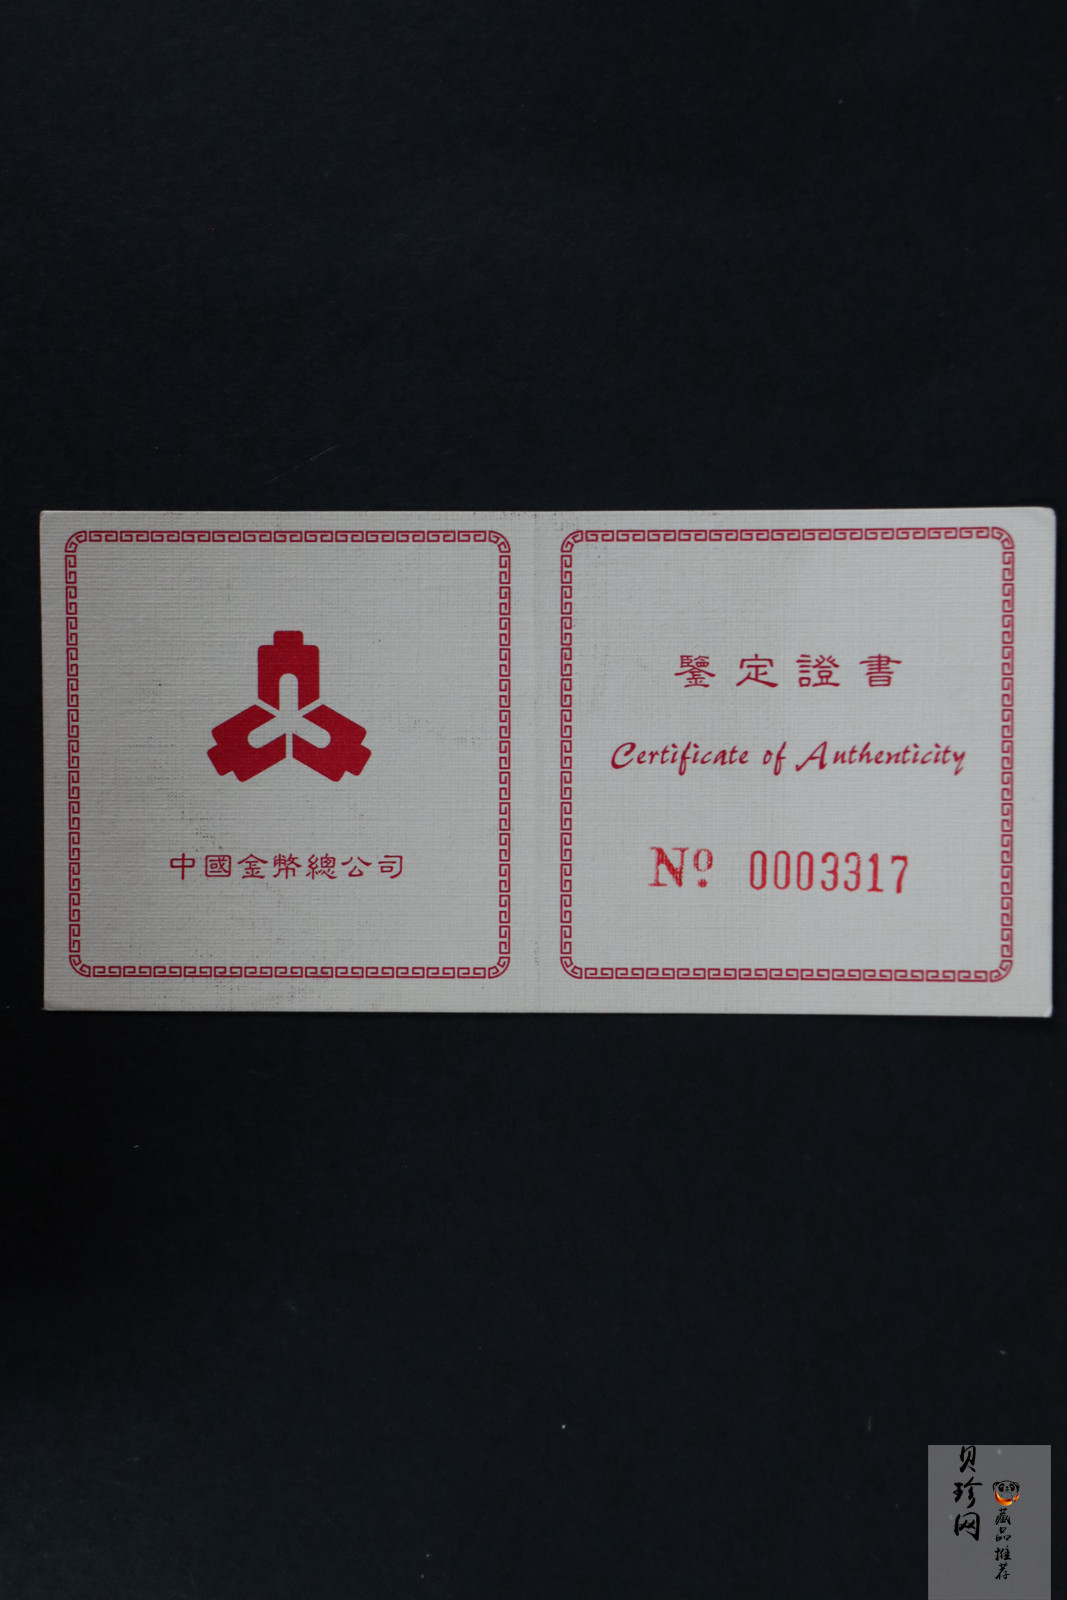 中國金幣總公司
鑒定證書
Certificate of Authenticity
Nº 0003317
贝珍网
藏品推荐